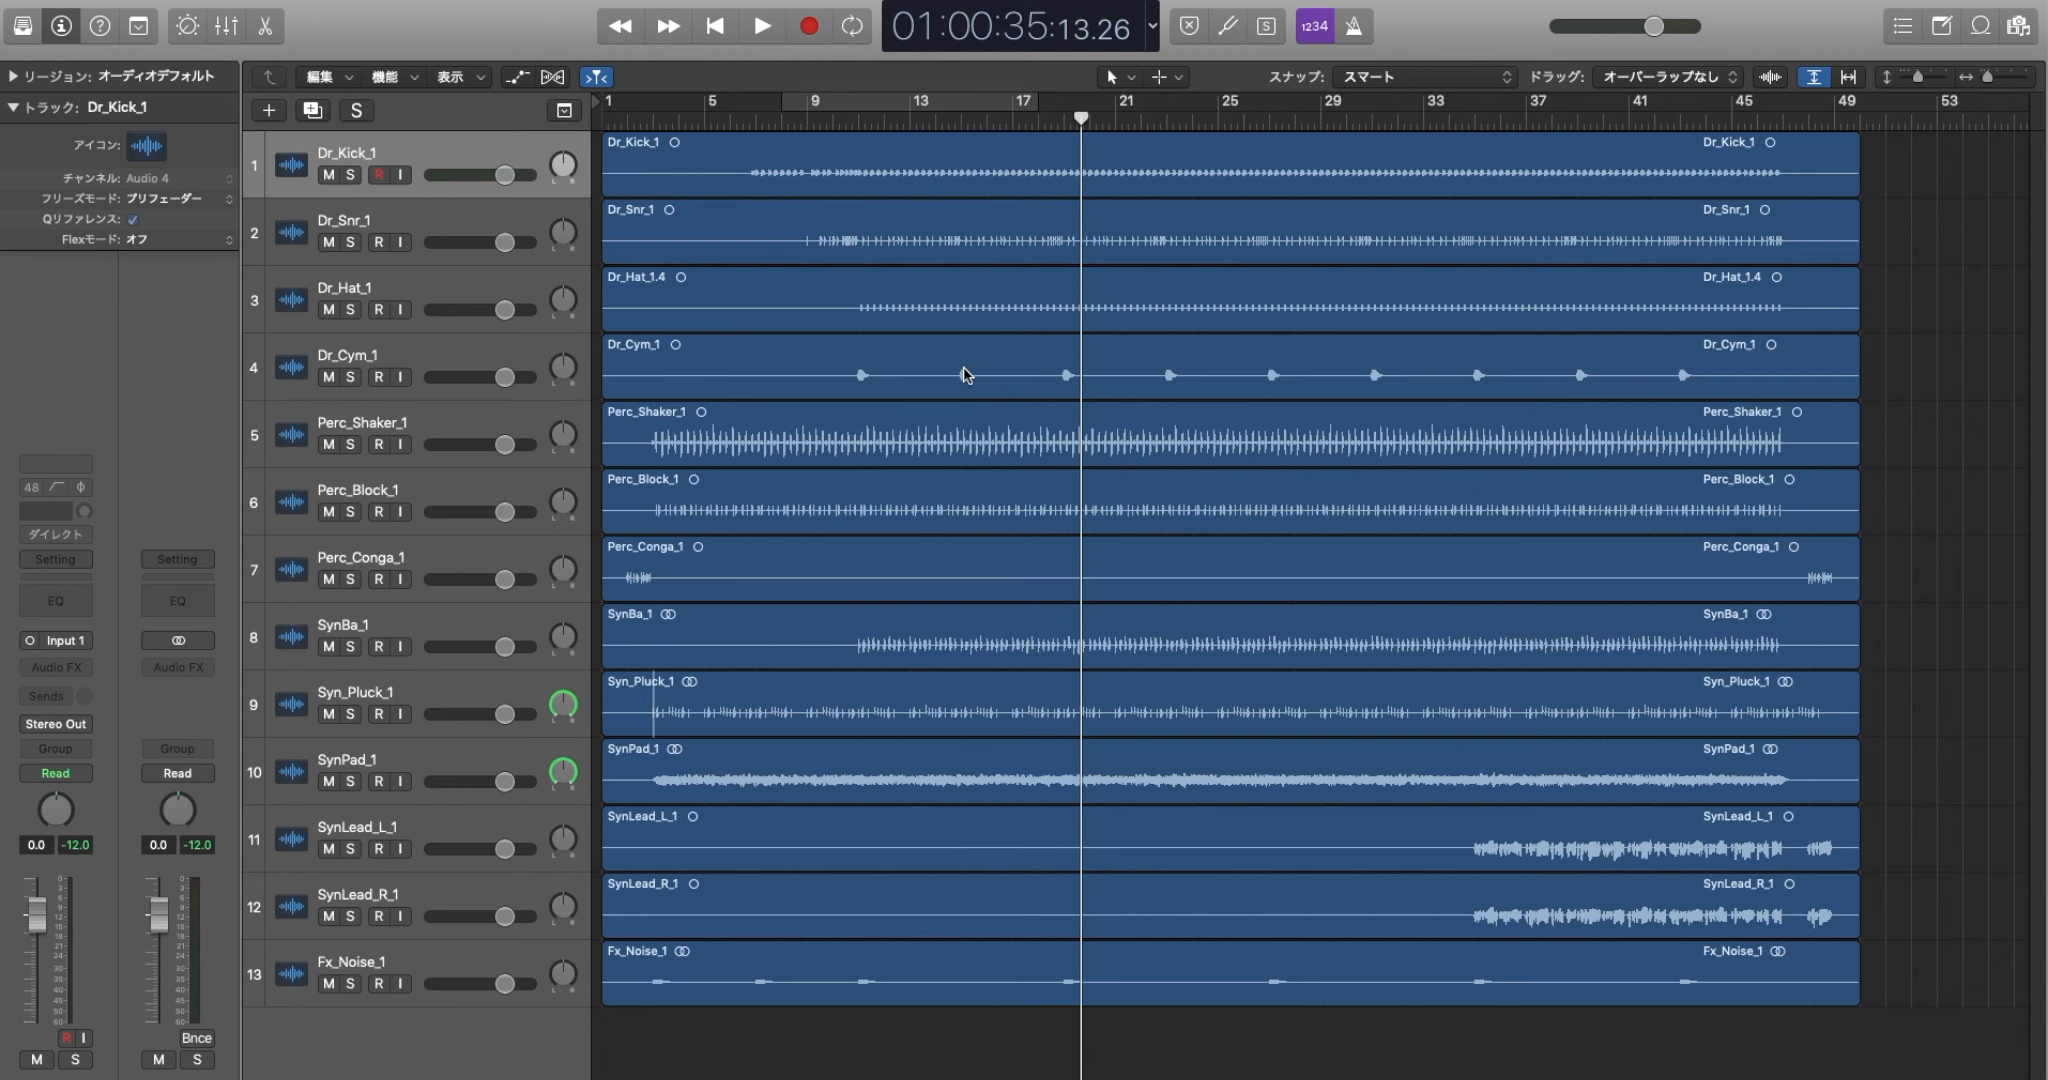 01:00:35:13.26
S
1234
リージョン: オーディオデフォルト
編集 機能 表示
スナップ: スマート
ドラッグ: オーバーラップなし
トラック: Dr_Kick_1
S
1 5 9 13 17 21 25 29 33 37 41 45 49 53
アイコン:
チャンネル: Audio 4
フリーズモード: プリフェーダー
Qリファレンス:
Flexモード: オフ
48
ダイレクト
Setting Setting
EQ EQ
Input 1
Audio FX Audio FX
Sends
Stereo Out
Group Group
Read Read
0.0 -12.0 0.0 -12.0
R I Bnce
M S M S
1 Dr_Kick_1
M S R I
Dr_Kick_1 Dr_Kick_1
2 Dr_Snr_1
M S R I
Dr_Snr_1 Dr_Snr_1
3 Dr_Hat_1
M S R I
Dr_Hat_1.4 Dr_Hat_1.4
4 Dr_Cym_1
M S R I
Dr_Cym_1 Dr_Cym_1
5 Perc_Shaker_1
M S R I
Perc_Shaker_1 Perc_Shaker_1
6 Perc_Block_1
M S R I
Perc_Block_1 Perc_Block_1
7 Perc_Conga_1
M S R I
Perc_Conga_1 Perc_Conga_1
8 SynBa_1
M S R I
SynBa_1 SynBa_1
9 Syn_Pluck_1
M S R I
Syn_Pluck_1 Syn_Pluck_1
10 SynPad_1
M S R I
SynPad_1 SynPad_1
11 SynLead_L_1
M S R I
SynLead_L_1 SynLead_L_1
12 SynLead_R_1
M S R I
SynLead_R_1 SynLead_R_1
13 Fx_Noise_1
M S R I
Fx_Noise_1 Fx_Noise_1